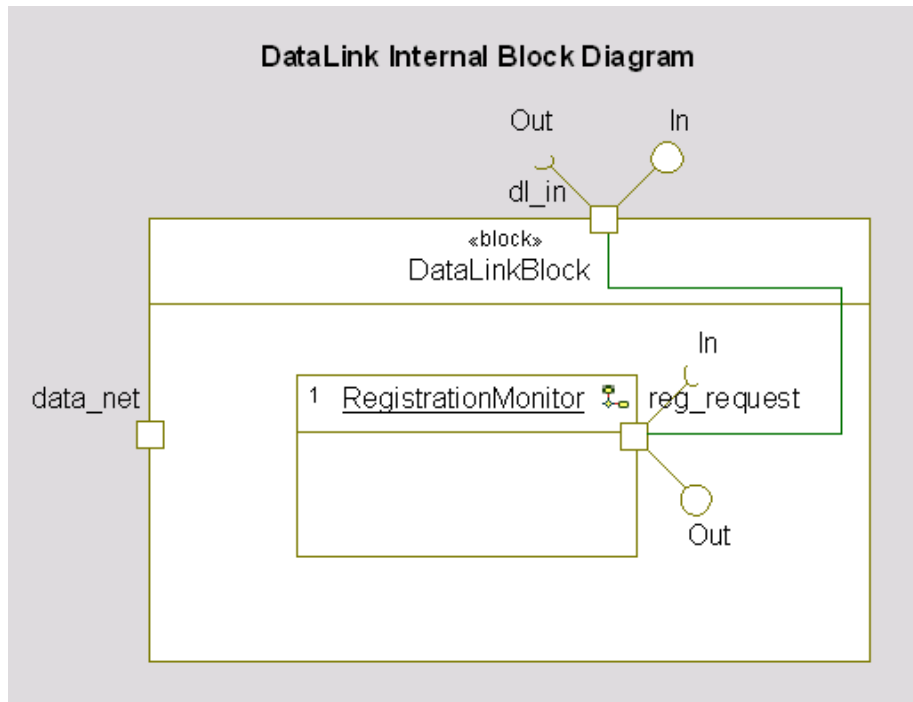 DataLink Internal Block Diagram
Out
In
dl_in
«block»
DataLinkBlock
In
data_net
1 RegistrationMonitor
reg_request
Out